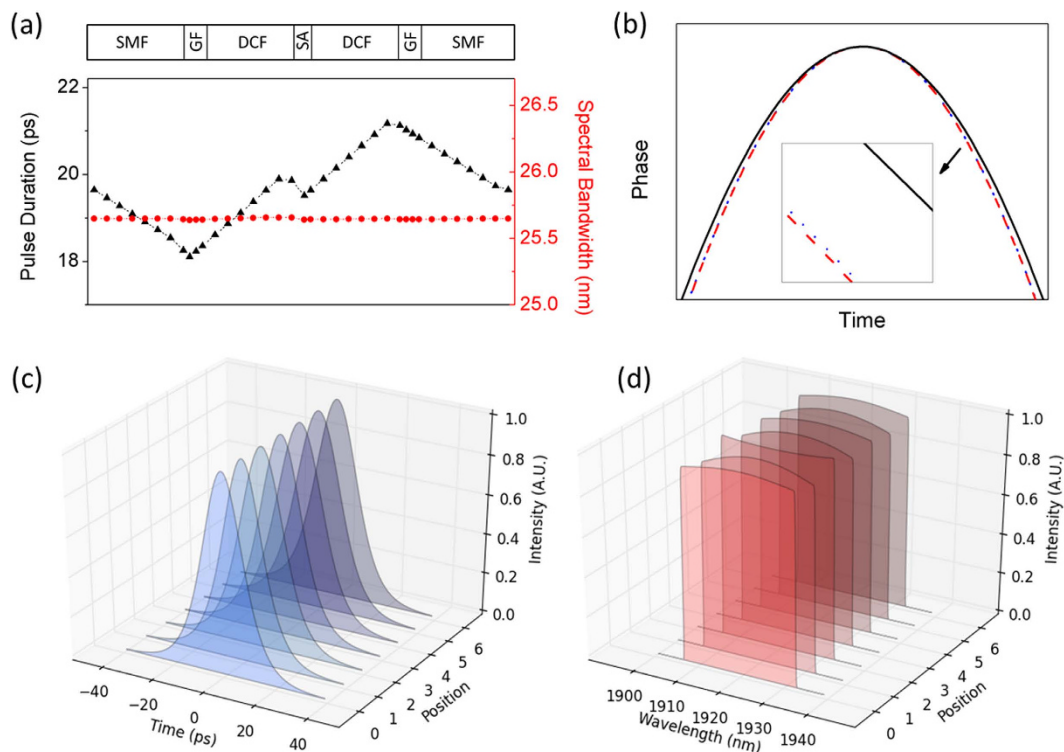 (a)
SMF GF DCF SA DCF GF SMF
Pulse Duration (ps)
22
20
18
26.5
26.0
25.5
25.0
Spectral Bandwidth (nm)
(b)
Phase
Time
(c)
1.0
0.8
0.6
0.4
0.2
0.0
Intensity (A.U.)
−40 −20 0 20 40
Time (ps)
0 1 2 3 4 5 6
Position
(d)
1.0
0.8
0.6
0.4
0.2
0.0
Intensity (A.U.)
1900 1910 1920 1930 1940
Wavelength (nm)
0 1 2 3 4 5 6
Position